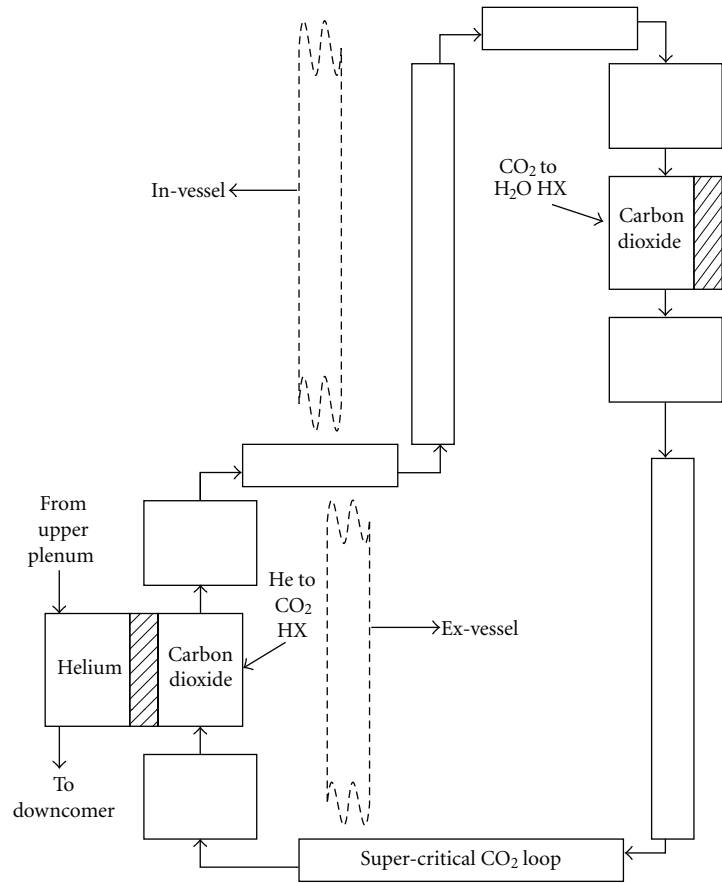 In-vessel
CO₂ to
H₂O HX
Carbon
dioxide
From
upper
plenum
He to
CO₂
HX
Ex-vessel
Helium
Carbon
dioxide
To
downcomer
Super-critical CO₂ loop